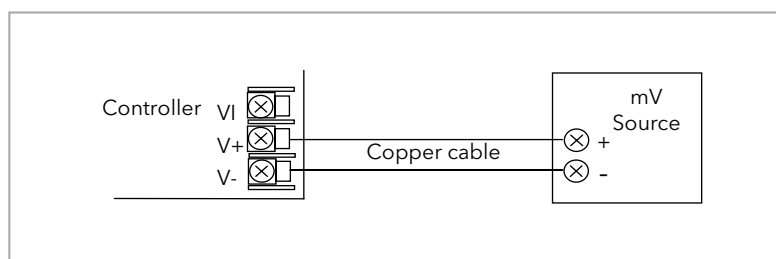 Controller
VI
V+
V-
Copper cable
mV
Source
+
-